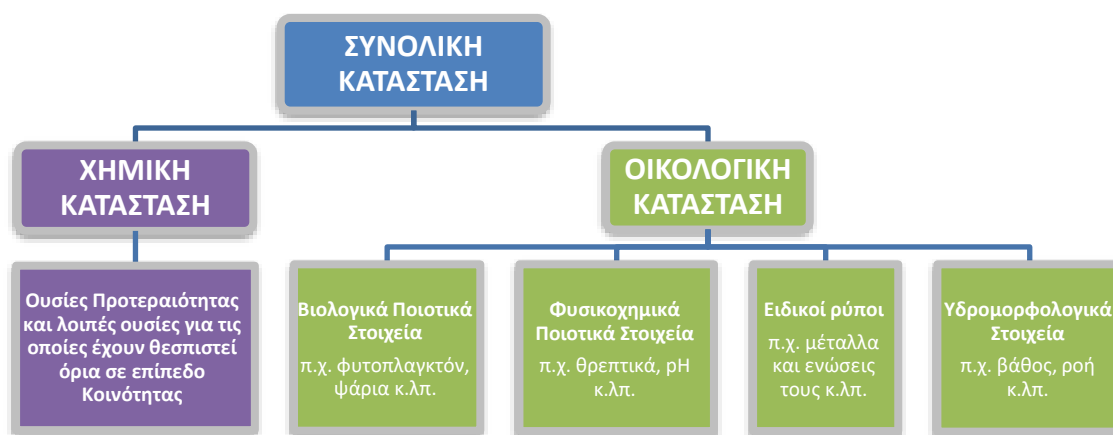 ΣΥΝΟΛΙΚΗ
ΚΑΤΑΣΤΑΣΗ
ΧΗΜΙΚΗ
ΚΑΤΑΣΤΑΣΗ
ΟΙΚΟΛΟΓΙΚΗ
ΚΑΤΑΣΤΑΣΗ
Ουσίες Προτεραιότητας
και λοιπές ουσίες για τις
οποίες έχουν θεσπιστεί
όρια σε επίπεδο
Κοινότητας
Βιολογικά Ποιοτικά
Στοιχεία
π.χ. φυτοπλαγκτόν,
ψάρια κ.λπ.
Φυσικοχημικά
Ποιοτικά Στοιχεία
π.χ. θρεπτικά, pH
κ.λπ.
Ειδικοί ρύποι
π.χ. μέταλλα
και ενώσεις
τους κ.λπ.
Υδρομορφολογικά
Στοιχεία
π.χ. βάθος, ροή
κ.λπ.